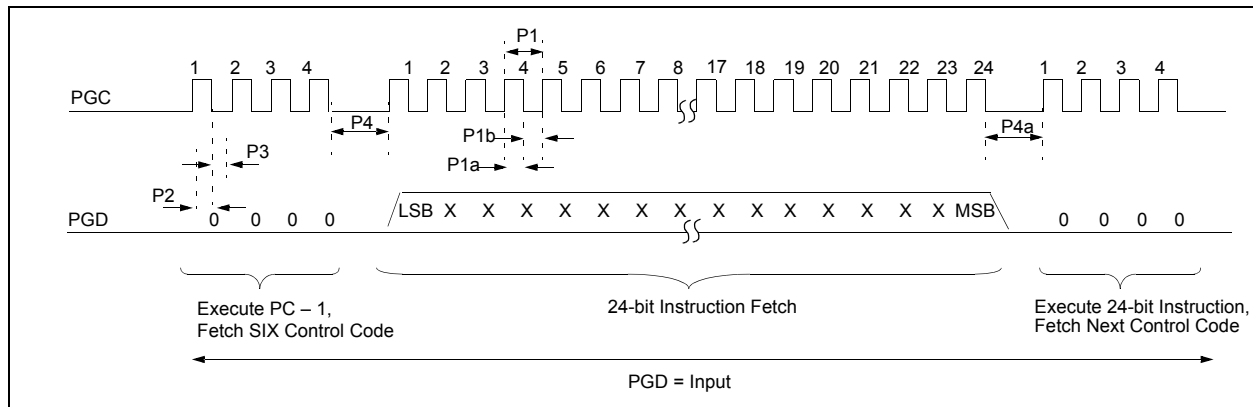 P1
1 2 3 4 1 2 3 4 5 6 7 8 17 18 19 20 21 22 23 24 1 2 3 4
PGC
P4
P4a
P1b
P3
P1a
P2
PGD
0 0 0 0
LSB X X X X X X X X X X X X X MSB
0 0 0 0
Execute PC – 1,
Fetch SIX Control Code
24-bit Instruction Fetch
Execute 24-bit Instruction,
Fetch Next Control Code
PGD = Input